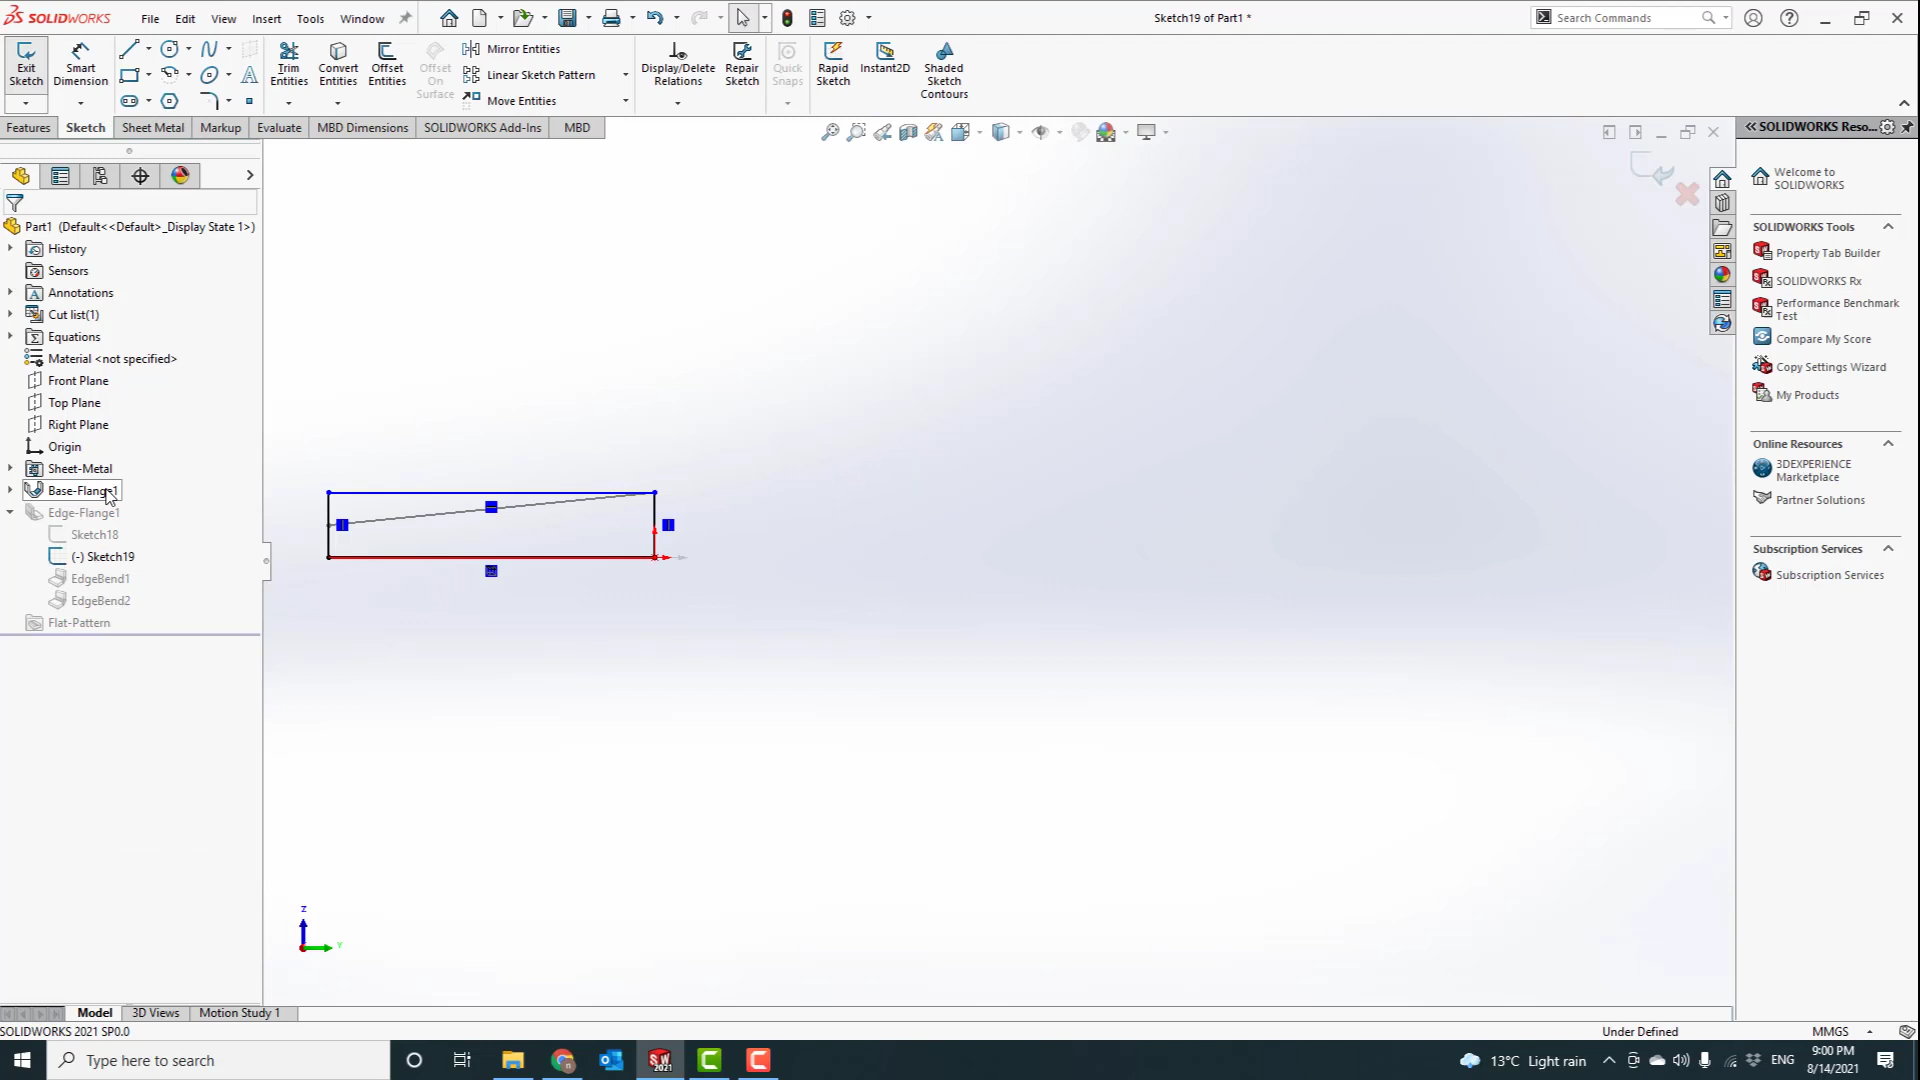 SOLIDWORKS File Edit View Insert Tools Window Sketch19 of Part1 * Search Commands
Exit Sketch
Smart Dimension
Trim Entities
Convert Entities
Offset Entities
Offset On Surface
Mirror Entities
Linear Sketch Pattern
Move Entities
Display/Delete Relations
Repair Sketch
Quick Snaps
Rapid Sketch
Instant2D
Shaded Sketch Contours
Features Sketch Sheet Metal Markup Evaluate MBD Dimensions SOLIDWORKS Add-Ins MBD
Part1 (Default<<Default>_Display State 1>)
History
Sensors
Annotations
Cut list(1)
Equations
Material <not specified>
Front Plane
Top Plane
Right Plane
Origin
Sheet-Metal
Base-Flange1
Edge-Flange1
Sketch18
(-) Sketch19
EdgeBend1
EdgeBend2
Flat-Pattern
Z
Y
SOLIDWORKS Reso...
Welcome to
SOLIDWORKS
SOLIDWORKS Tools
Property Tab Builder
SOLIDWORKS Rx
Performance Benchmark
Test
Compare My Score
Copy Settings Wizard
My Products
Online Resources
3DEXPERIENCE
Marketplace
Partner Solutions
Subscription Services
Subscription Services
Model 3D Views Motion Study 1
SOLIDWORKS 2021 SP0.0 Under Defined MMGS
Type here to search
SW
2021
13°C Light rain ENG
9:00 PM
8/14/2021